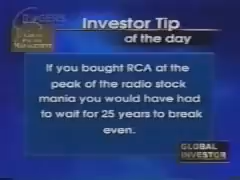 Investor Tip
of the day
If you bought RCA at the
peak of the radio stock
mania you would have had
to wait for 25 years to break
even.
GLOBAL
INVESTOR